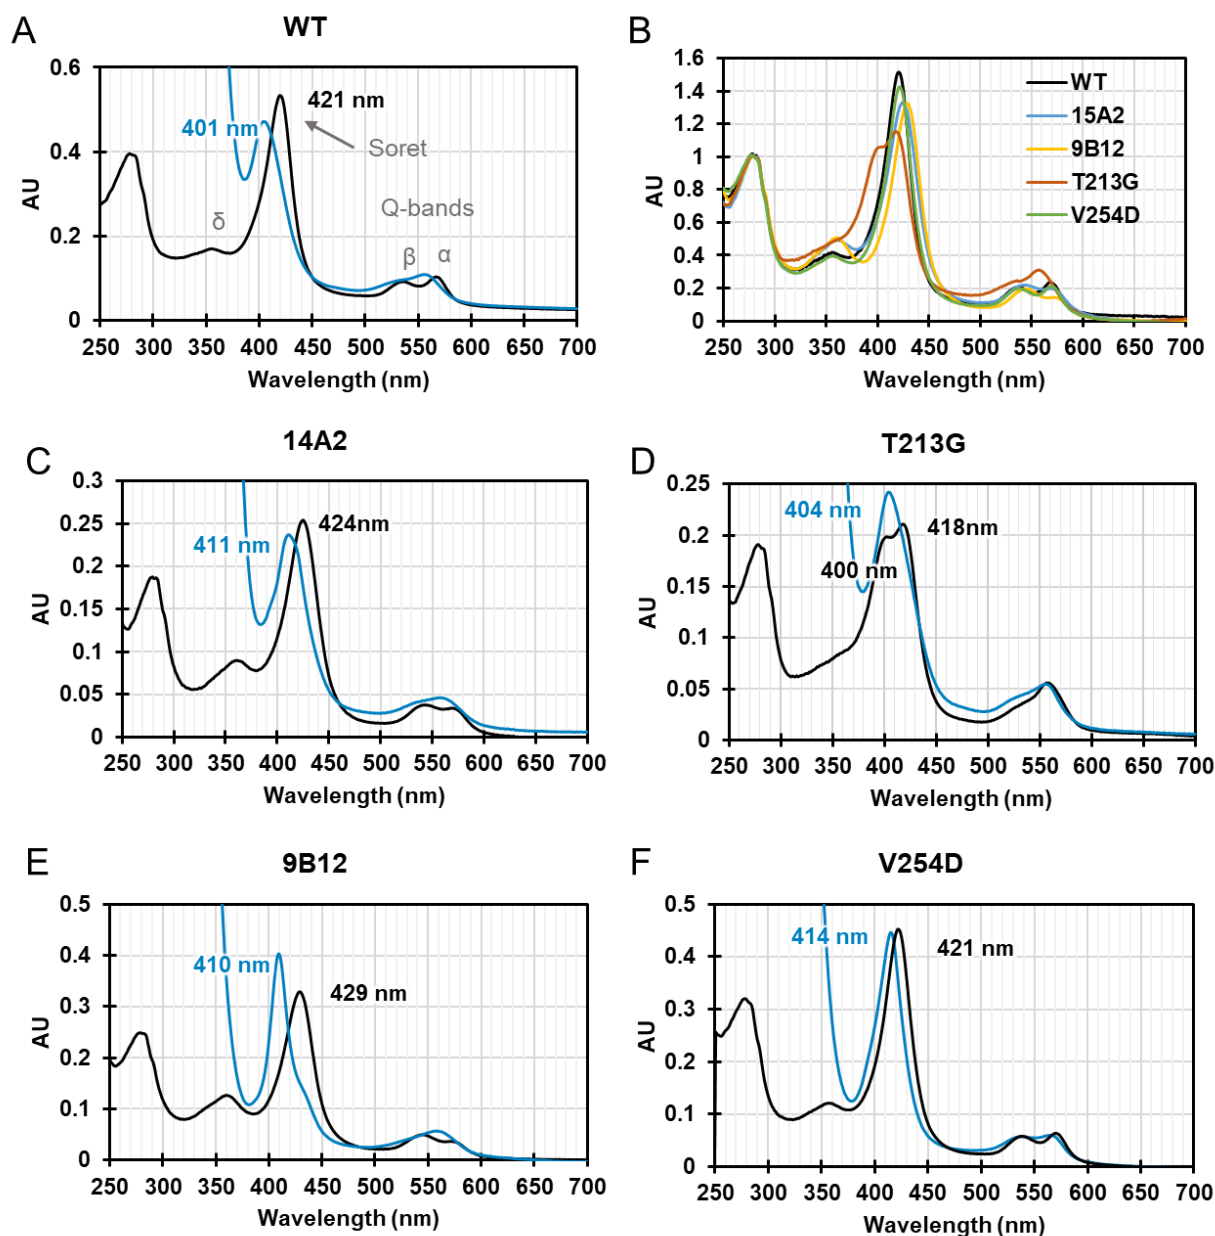 A
WT
0.6
0.4
0.2
0
AU
421 nm
401 nm
Soret
Q-bands
δ
β
α
250 300 350 400 450 500 550 600 650 700
Wavelength (nm)
B
1.6
1.4
1.2
1
0.8
0.6
0.4
0.2
0
AU
WT
15A2
9B12
T213G
V254D
250 300 350 400 450 500 550 600 650 700
Wavelength (nm)
C
14A2
0.3
0.25
0.2
0.15
0.1
0.05
0
AU
424nm
411 nm
250 300 350 400 450 500 550 600 650 700
Wavelength (nm)
D
T213G
0.25
0.2
0.15
0.1
0.05
0
AU
404 nm
418nm
400 nm
250 300 350 400 450 500 550 600 650 700
Wavelength (nm)
E
9B12
0.5
0.4
0.3
0.2
0.1
0
AU
410 nm
429 nm
250 300 350 400 450 500 550 600 650 700
Wavelength (nm)
F
V254D
0.5
0.4
0.3
0.2
0.1
0
AU
414 nm
421 nm
250 300 350 400 450 500 550 600 650 700
Wavelength (nm)